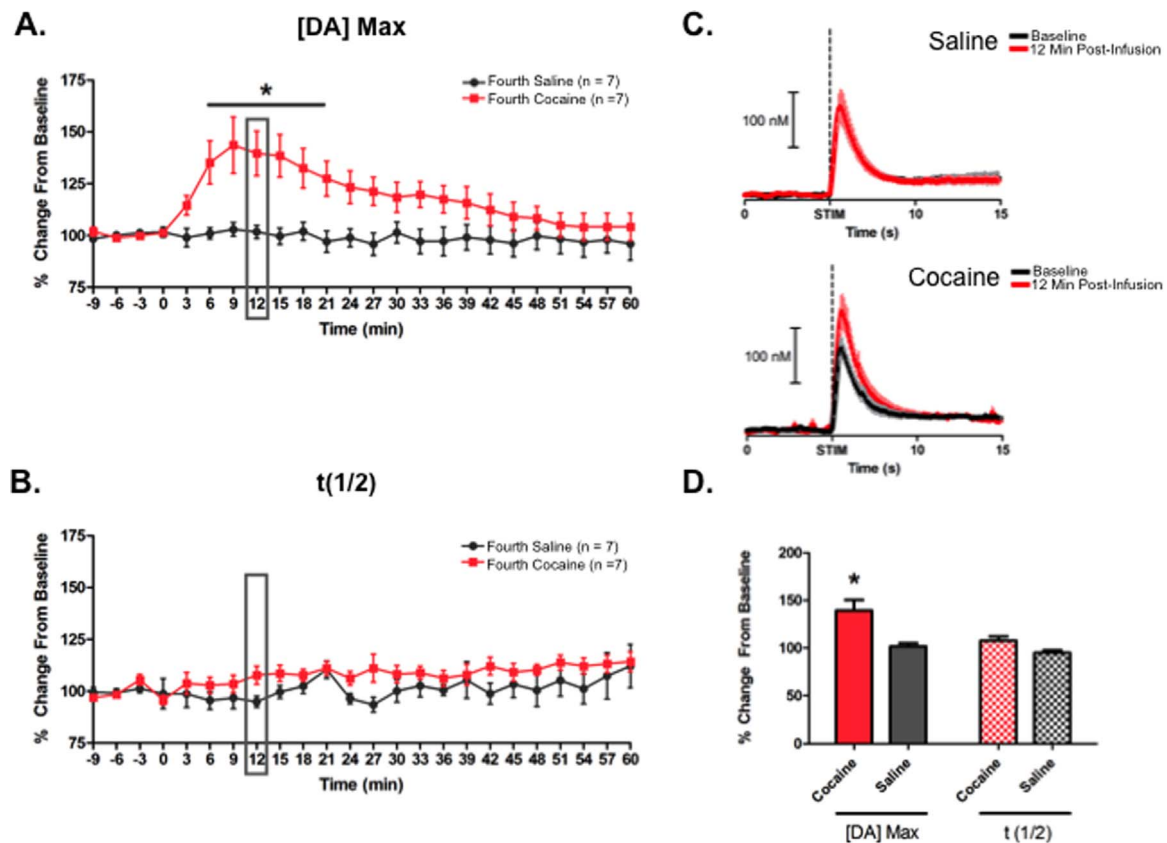 A.
[DA] Max
% Change From Baseline
175
150
125
100
75
Fourth Saline (n = 7)
Fourth Cocaine (n =7)
*
-9 -6 -3 0 3 6 9 12 15 18 21 24 27 30 33 36 39 42 45 48 51 54 57 60
Time (min)
B.
t(1/2)
% Change From Baseline
175
150
125
100
75
Fourth Saline (n = 7)
Fourth Cocaine (n =7)
-9 -6 -3 0 3 6 9 12 15 18 21 24 27 30 33 36 39 42 45 48 51 54 57 60
Time (min)
C.
Saline
Baseline
12 Min Post-Infusion
100 nM
0 STIM 10 15
Time (s)
Cocaine
Baseline
12 Min Post-Infusion
100 nM
0 STIM 10 15
Time (s)
D.
% Change From Baseline
200
150
100
50
0
*
Cocaine Saline Cocaine Saline
[DA] Max t (1/2)